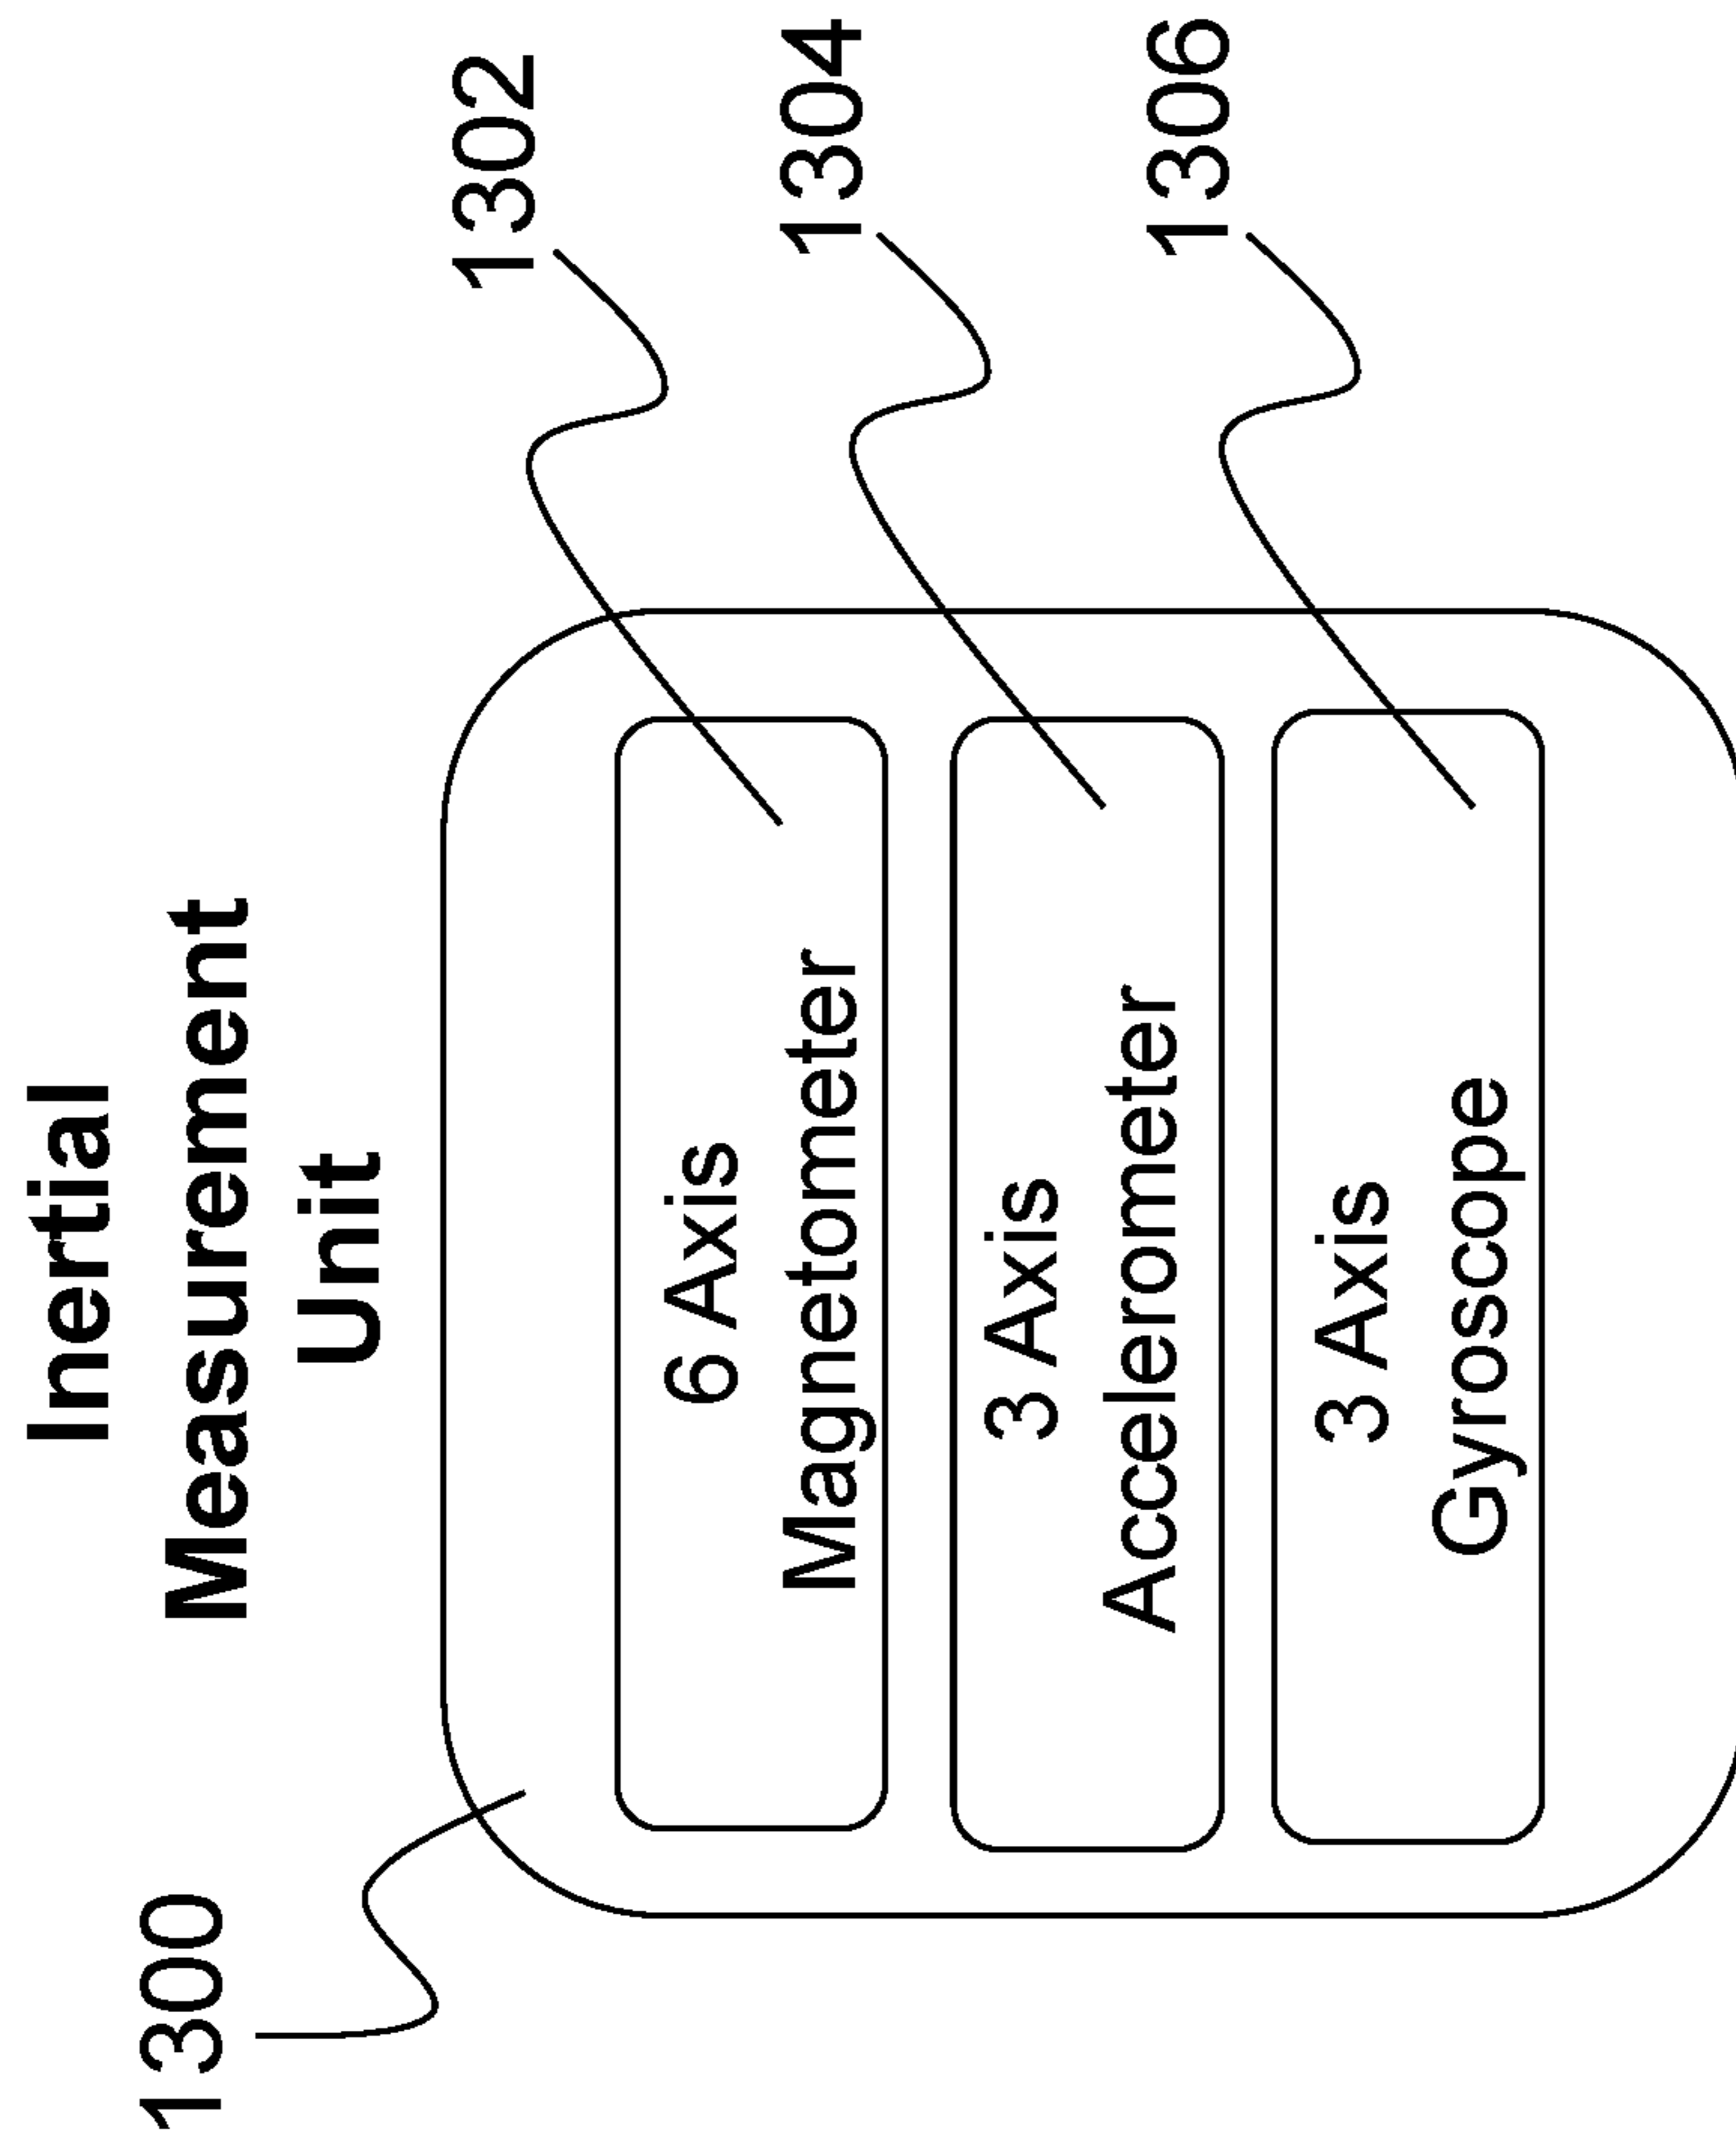 Inertial
Measurement
Unit
1300
1302
6 Axis
Magnetometer
1304
3 Axis
Accelerometer
1306
3 Axis
Gyroscope